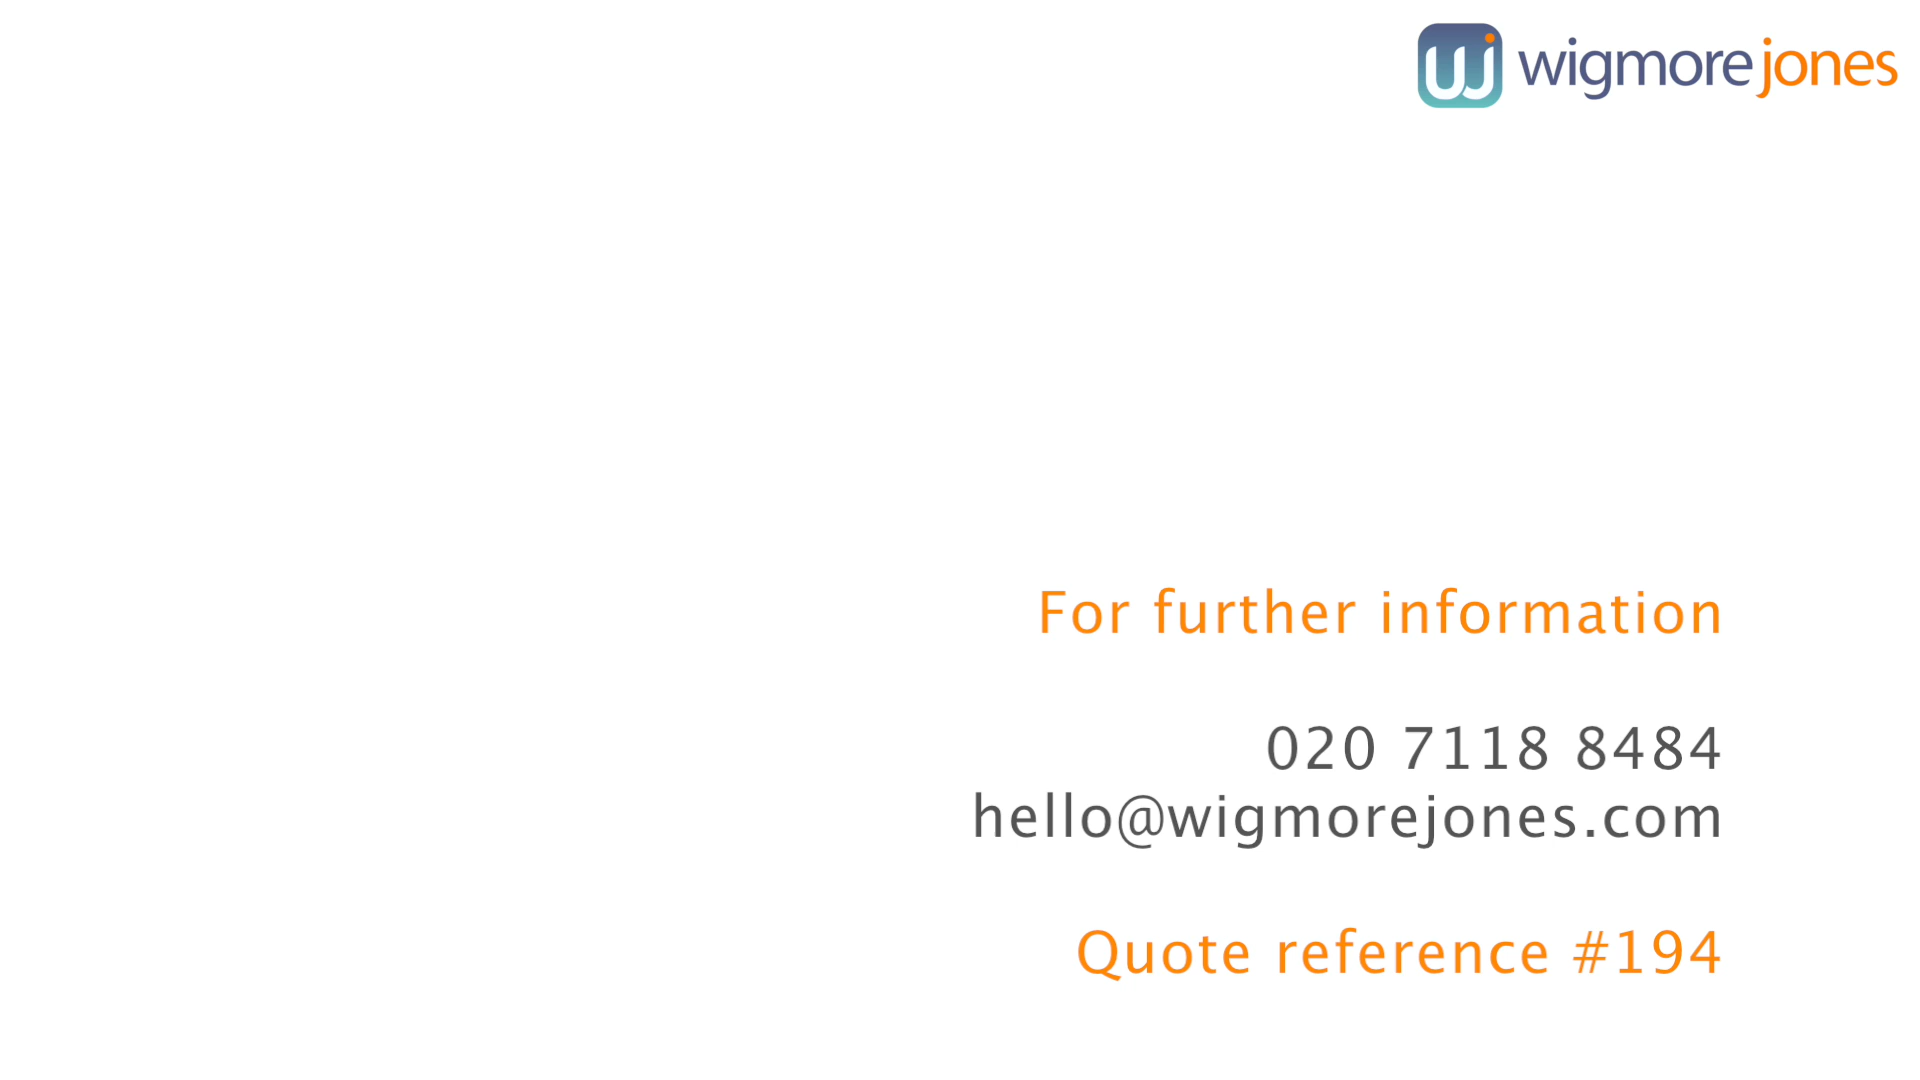 wigmore jones
For further information
020 7118 8484
hello@wigmorejones.com
Quote reference #194